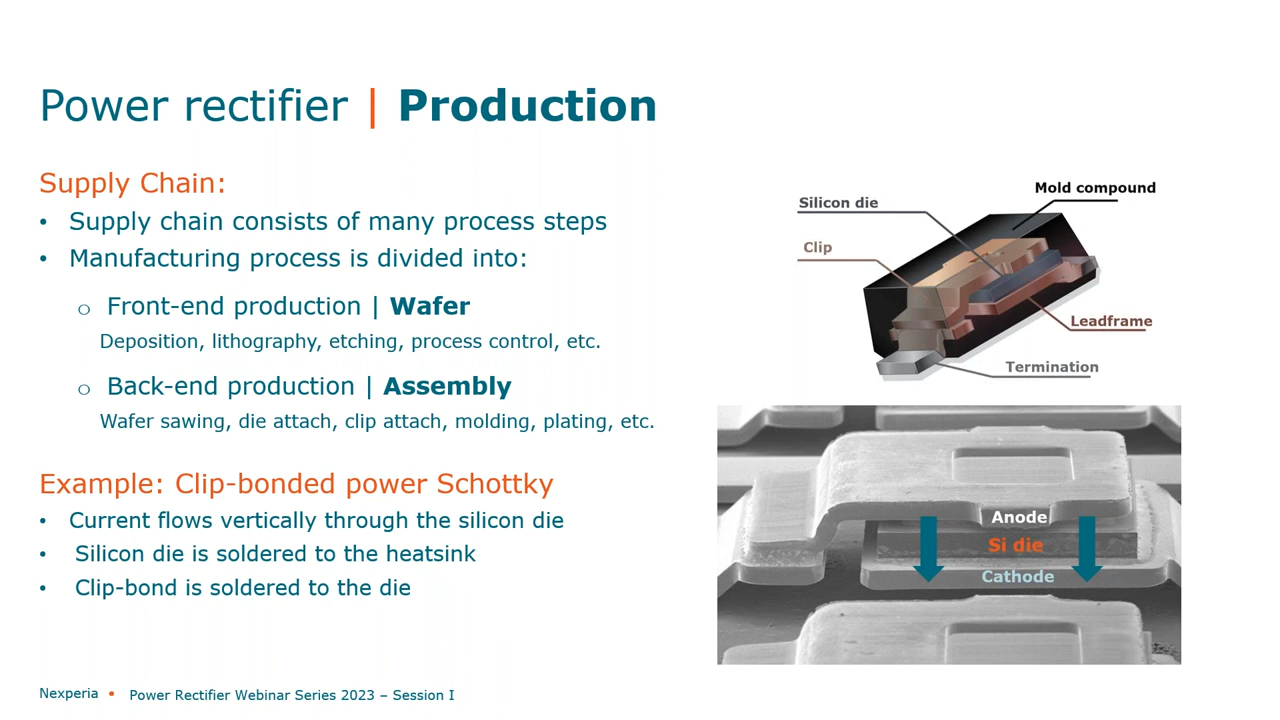 Power rectifier | Production
Supply Chain:
• Supply chain consists of many process steps
• Manufacturing process is divided into:
o Front-end production | Wafer
Deposition, lithography, etching, process control, etc.
o Back-end production | Assembly
Wafer sawing, die attach, clip attach, molding, plating, etc.
Example: Clip-bonded power Schottky
• Current flows vertically through the silicon die
• Silicon die is soldered to the heatsink
• Clip-bond is soldered to the die
Mold compound
Silicon die
Clip
Leadframe
Termination
Anode
Si die
Cathode
Nexperia • Power Rectifier Webinar Series 2023 – Session I